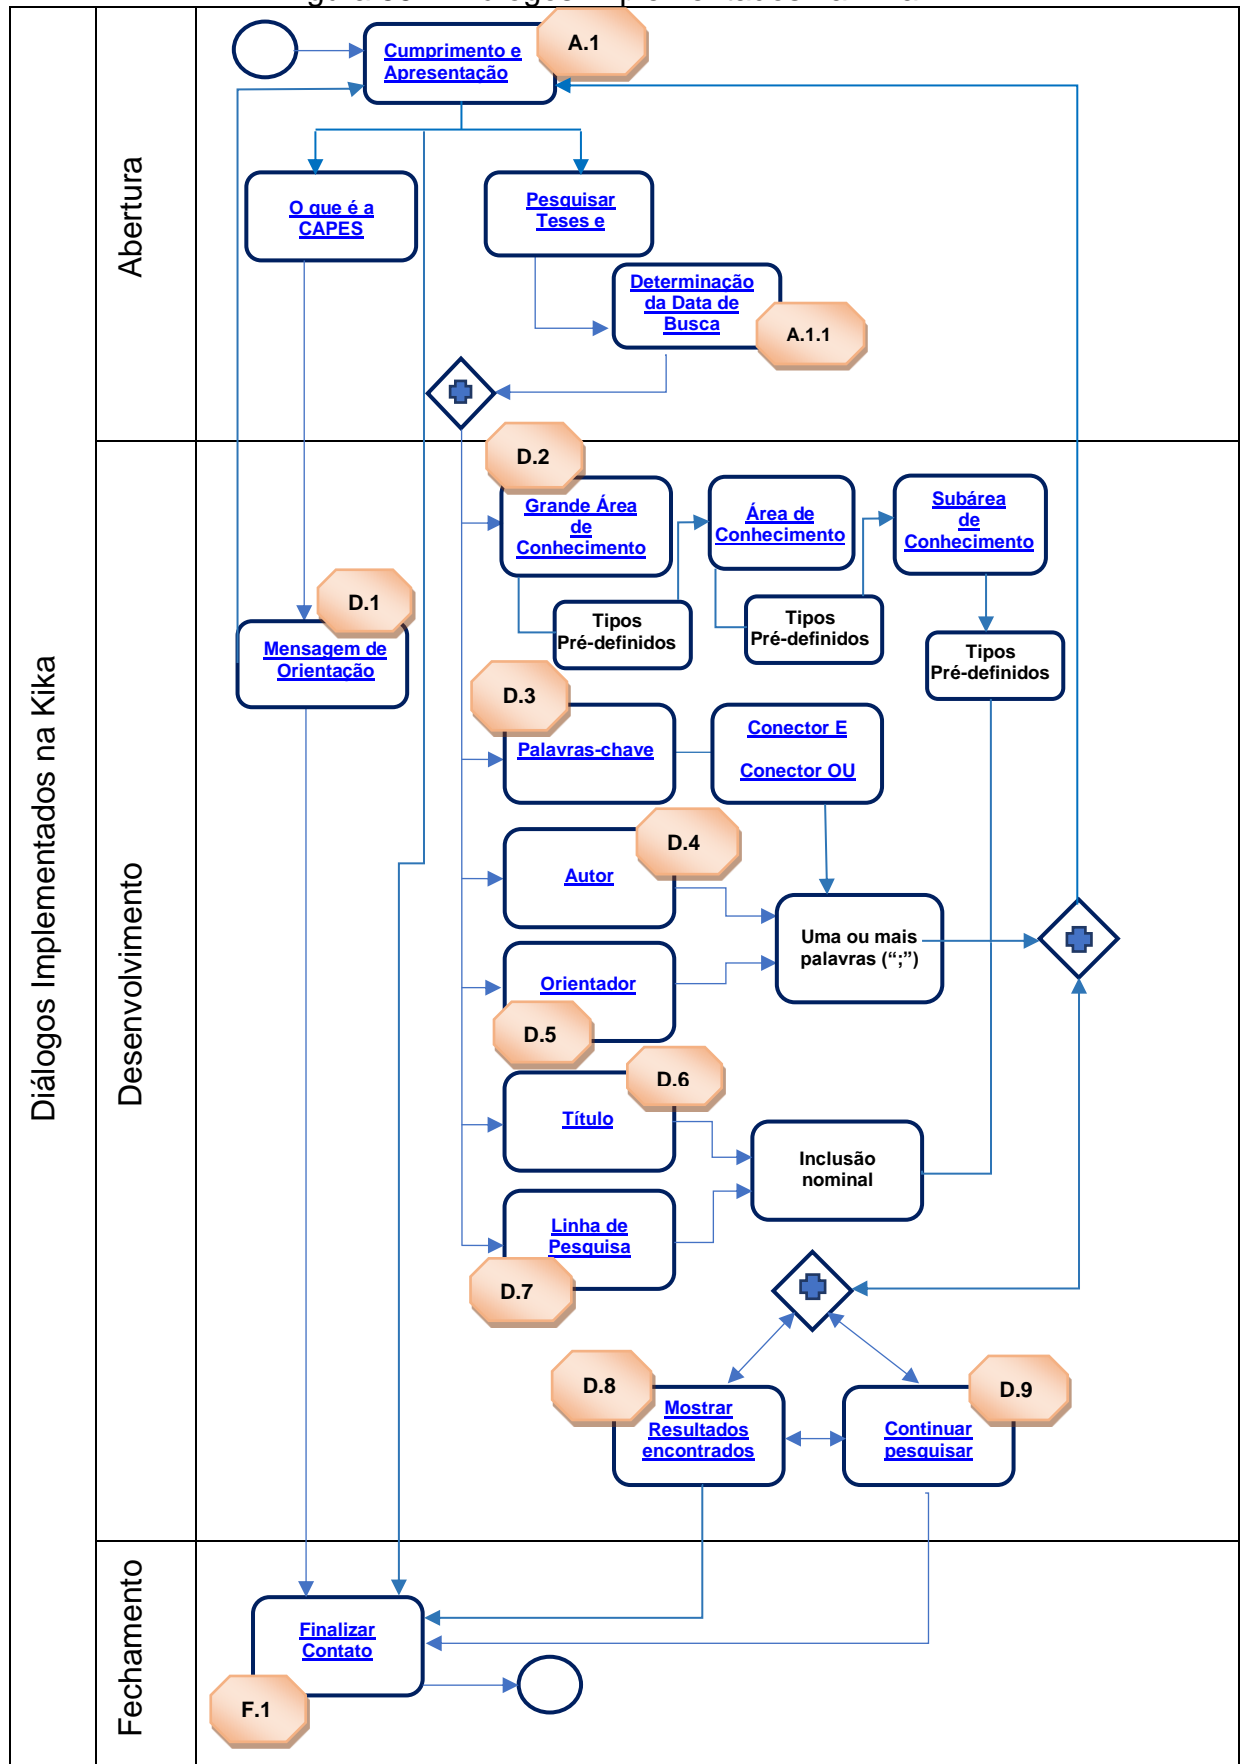 Diálogos Implementados na Kika
Abertura
Cumprimento e
Apresentação
A.1
O que é a
CAPES
Pesquisar
Teses e
Determinação
da Data de
Busca
A.1.1
Desenvolvimento
D.2
Grande Área
de
Conhecimento
Área de
Conhecimento
Subárea
de
Conhecimento
Tipos
Pré-definidos
Tipos
Pré-definidos
Tipos
Pré-definidos
D.1
Mensagem de
Orientação
D.3
Palavras-chave
Conector E
Conector OU
D.4
Autor
Uma ou mais
palavras (“;”)
Orientador
D.5
D.6
Título
Inclusão
nominal
Linha de
Pesquisa
D.7
D.8
Mostrar
Resultados
encontrados
D.9
Continuar
pesquisar
Fechamento
Finalizar
Contato
F.1